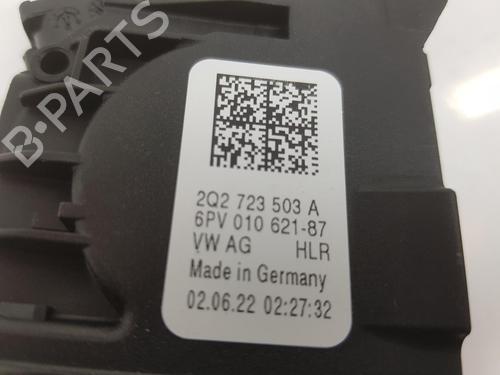 B-PARTS
2Q2 723 503 A
6PV 010 621-87
VW AG HLR
Made in Germany
02.06.22 02:27:32